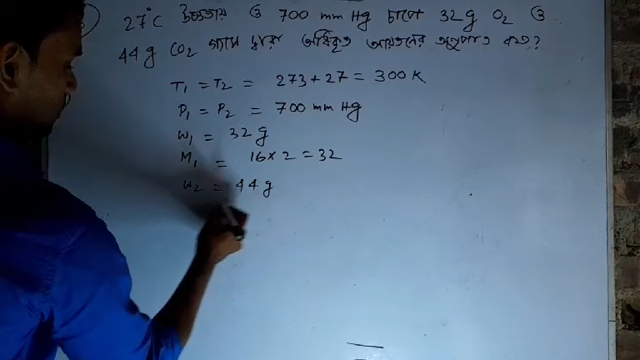 27°C উষ্ণতায় ও 700 mm Hg চাপে 32 g O₂ ও
44 g CO₂ গ্যাস দ্বারা অধিকৃত আয়তনের অনুপাত কত?
T₁ = T₂ = 273 + 27 = 300 K
P₁ = P₂ = 700 mm Hg
W₁ = 32 g
M₁ = 16 × 2 = 32
W₂ = 44 g